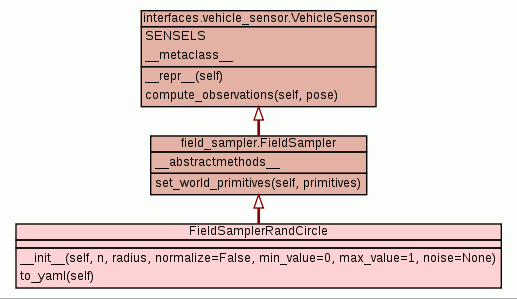 interfaces.vehicle_sensor.VehicleSensor
SENSELS
__metaclass__
__repr__(self)
compute_observations(self, pose)
field_sampler.FieldSampler
__abstractmethods__
set_world_primitives(self, primitives)
FieldSamplerRandCircle
__init__(self, n, radius, normalize=False, min_value=0, max_value=1, noise=None)
to_yaml(self)